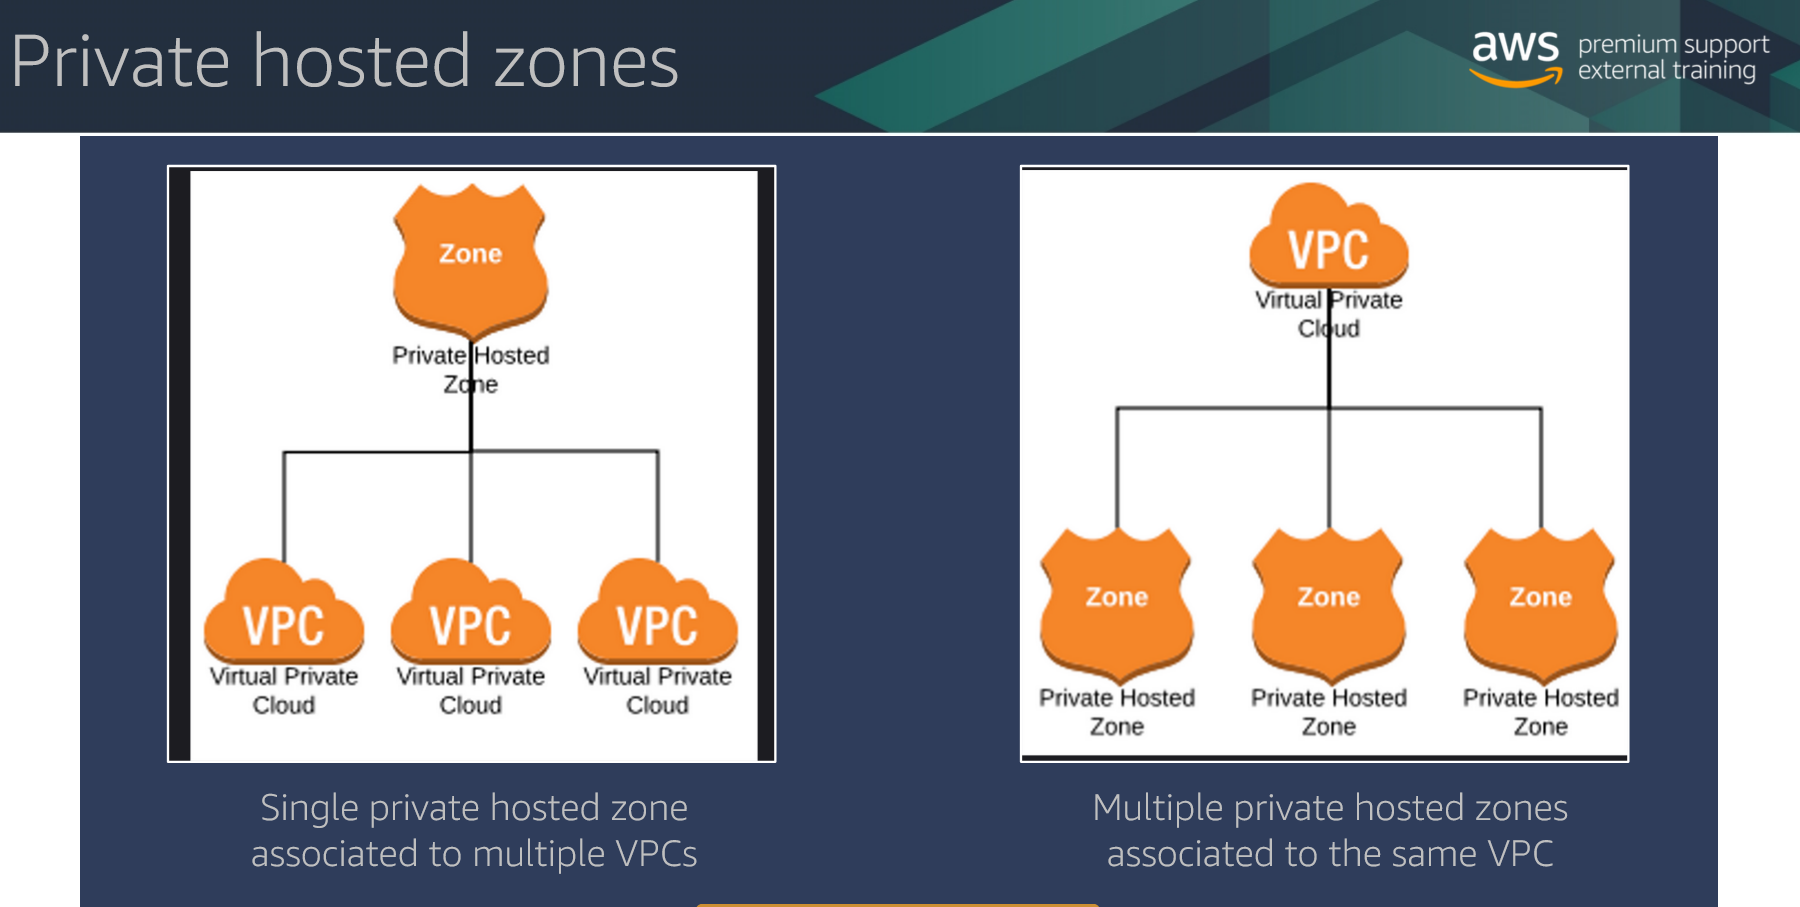 Private hosted zones
aws
premium support
external training
Zone
Private Hosted
Zone
VPC
Virtual Private
Cloud
VPC
Virtual Private
Cloud
VPC
Virtual Private
Cloud
Single private hosted zone
associated to multiple VPCs
VPC
Virtual Private
Cloud
Zone
Private Hosted
Zone
Zone
Private Hosted
Zone
Zone
Private Hosted
Zone
Multiple private hosted zones
associated to the same VPC